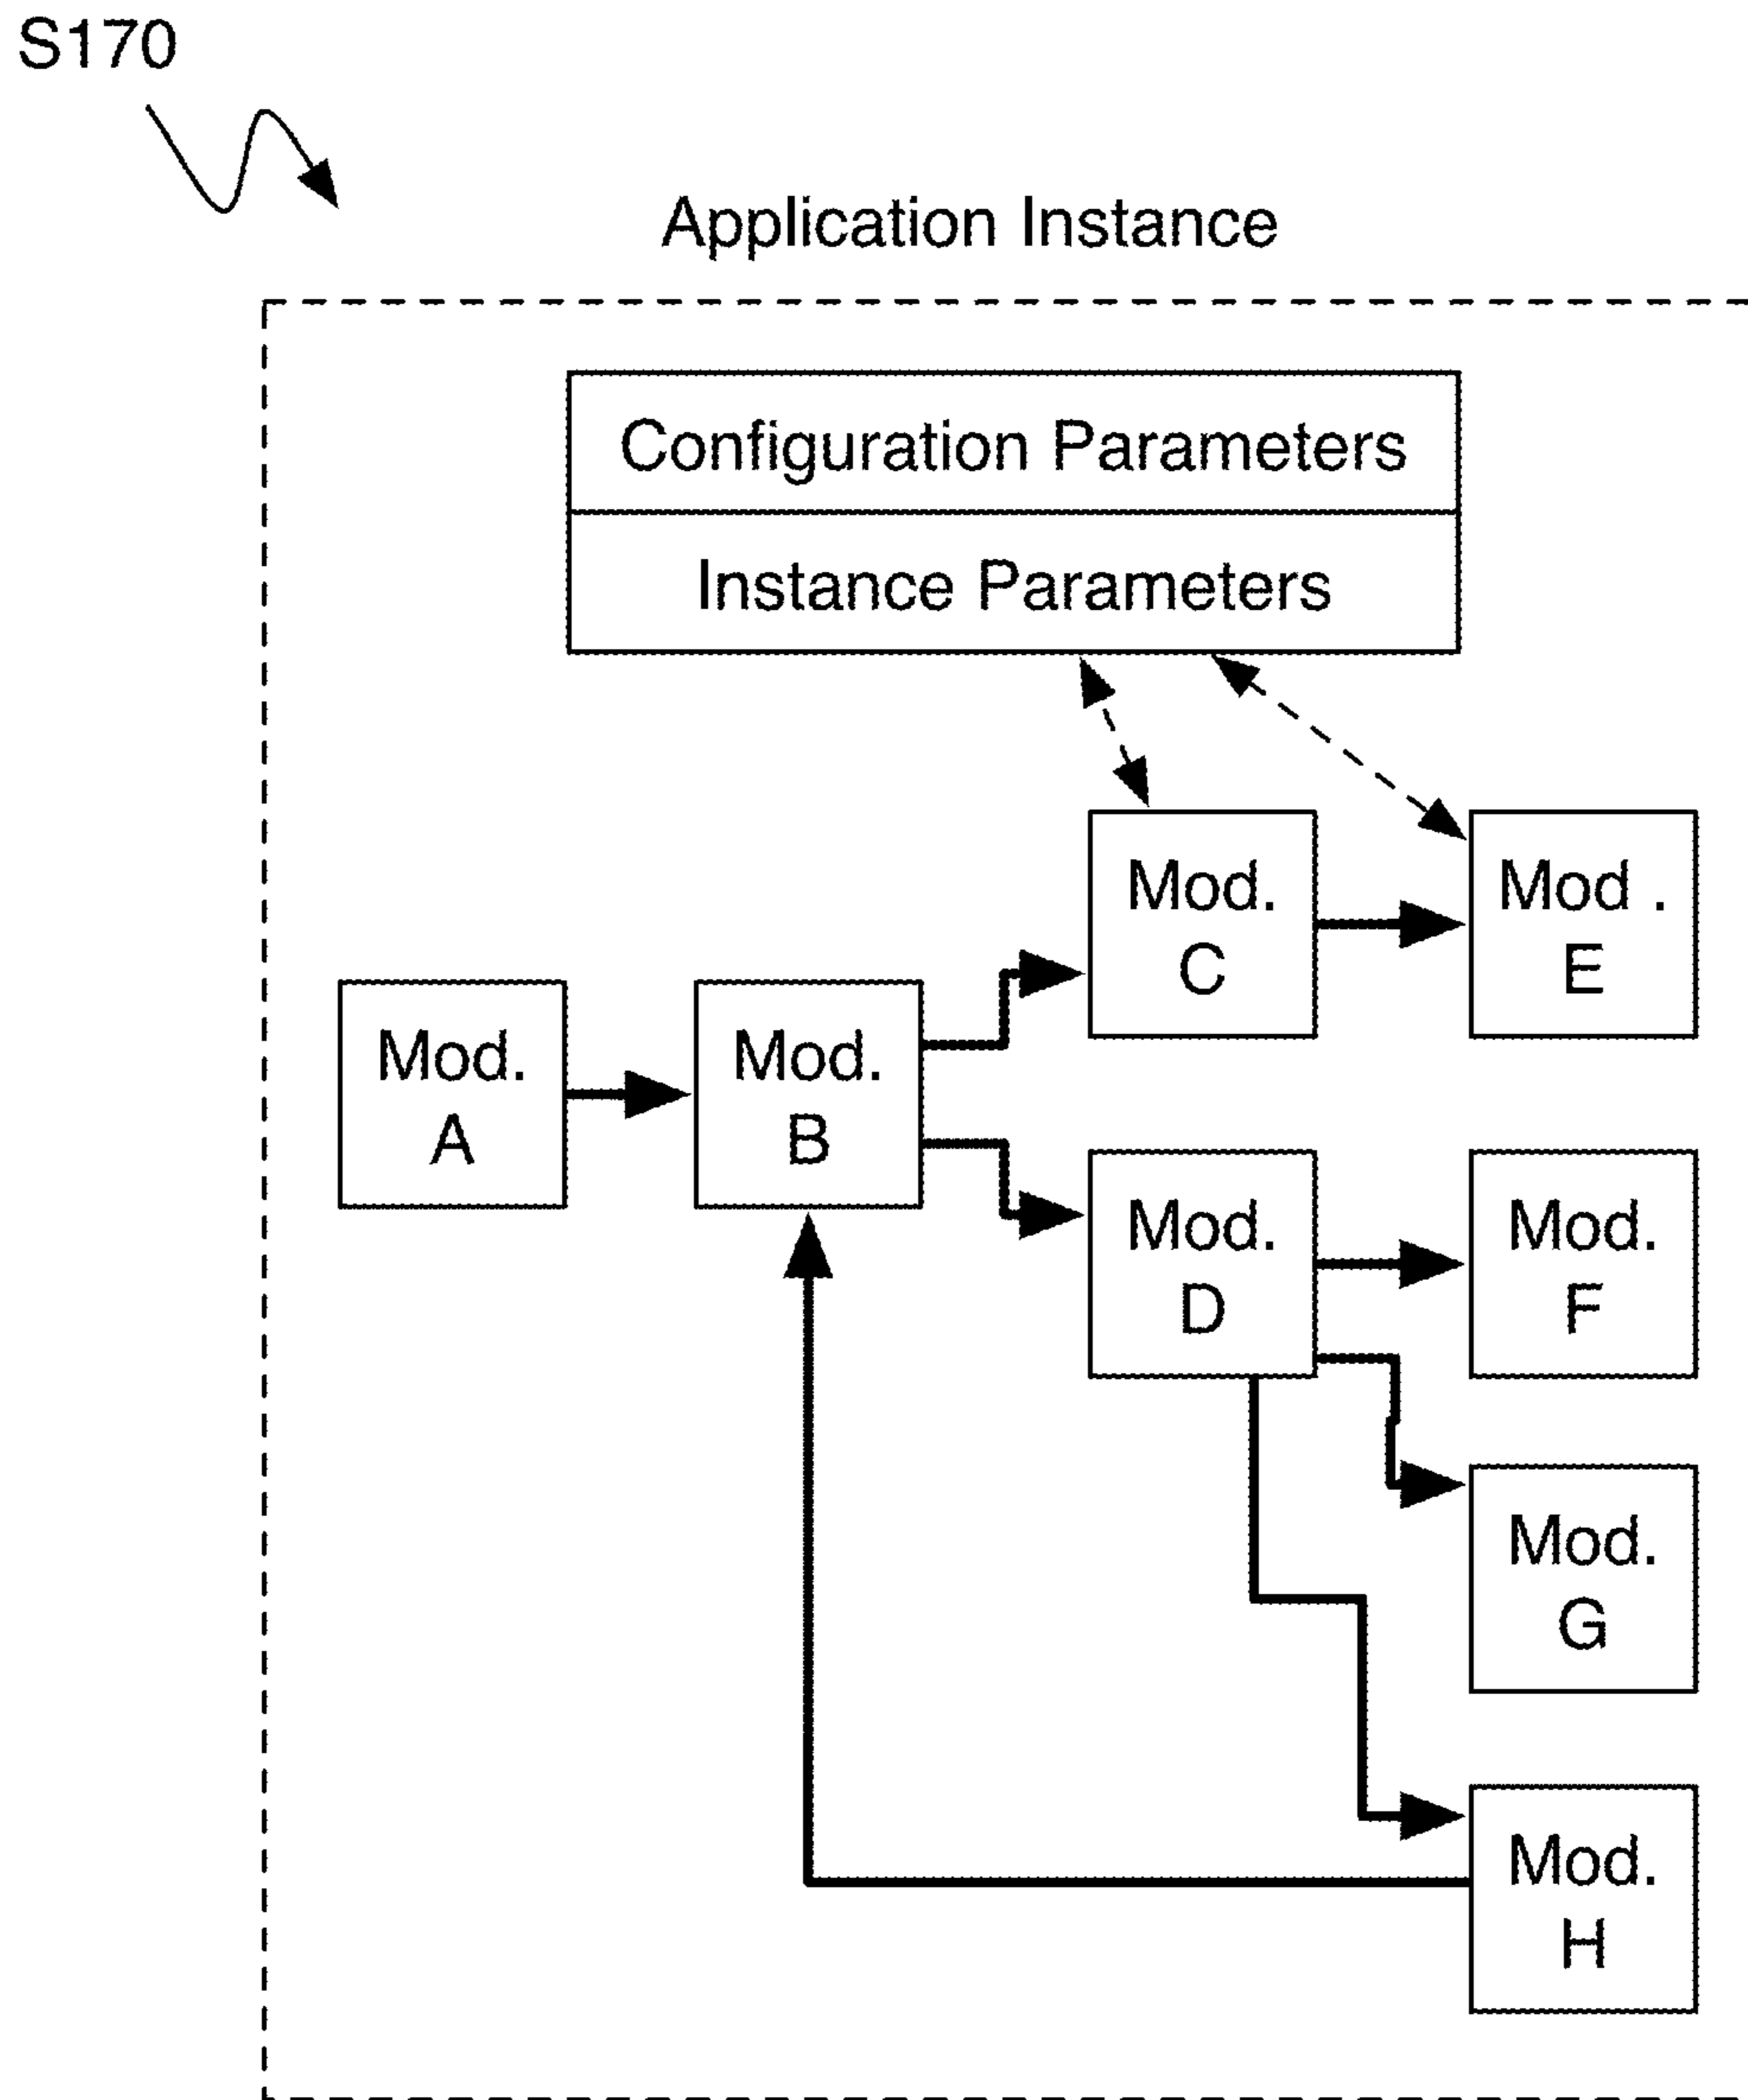 S170
Application Instance
Configuration Parameters
Instance Parameters
Mod.
C
Mod .
E
Mod.
A
Mod.
B
Mod.
D
Mod.
F
Mod.
G
Mod.
H